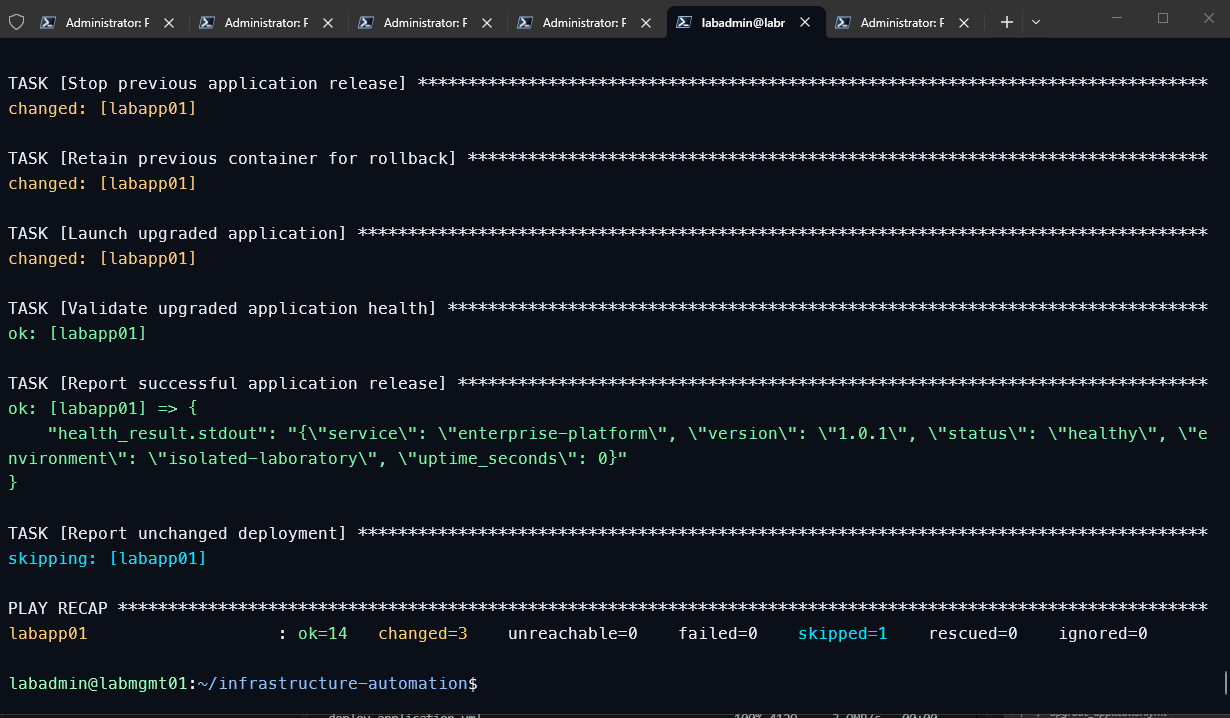 Administrator: F
Administrator: F
Administrator: F
Administrator: F
labadmin@labr
Administrator: F
TASK [Stop previous application release] *******************************************************************************
changed: [labapp01]
TASK [Retain previous container for rollback] **************************************************************************
changed: [labapp01]
TASK [Launch upgraded application] *************************************************************************************
changed: [labapp01]
TASK [Validate upgraded application health] ****************************************************************************
ok: [labapp01]
TASK [Report successful application release] ***************************************************************************
ok: [labapp01] => {
    "health_result.stdout": "{\"service\": \"enterprise-platform\", \"version\": \"1.0.1\", \"status\": \"healthy\", \"e
nvironment\": \"isolated-laboratory\", \"uptime_seconds\": 0}"
}
TASK [Report unchanged deployment] *************************************************************************************
skipping: [labapp01]
PLAY RECAP *************************************************************************************************************
labapp01                   : ok=14   changed=3    unreachable=0    failed=0    skipped=1    rescued=0    ignored=0
labadmin@labmgmt01:~/infrastructure-automation$